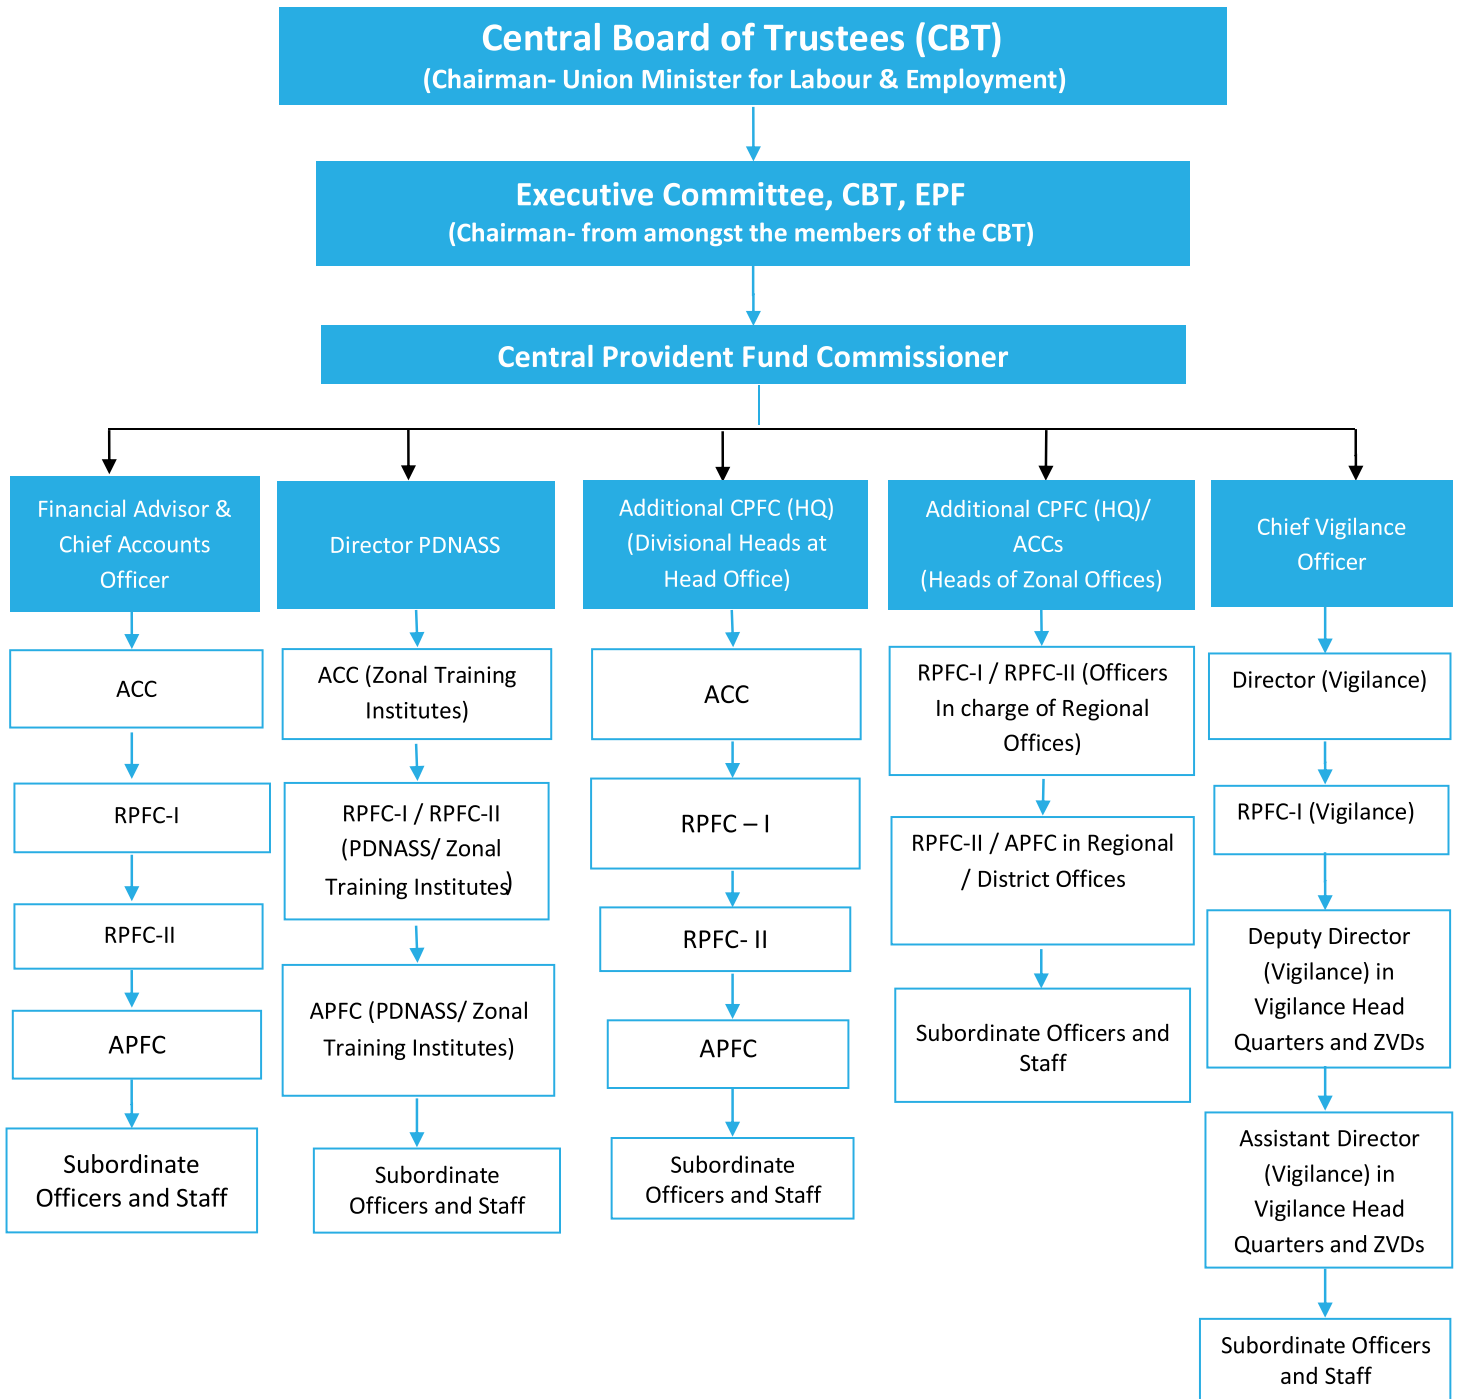 Central Board of Trustees (CBT)
(Chairman- Union Minister for Labour & Employment)
Executive Committee, CBT, EPF
(Chairman- from amongst the members of the CBT)
Central Provident Fund Commissioner
Financial Advisor &
Chief Accounts
Officer
ACC
RPFC-I
RPFC-II
APFC
Subordinate
Officers and Staff
Director PDNASS
ACC (Zonal Training
Institutes)
RPFC-I / RPFC-II
(PDNASS/ Zonal
Training Institutes)
APFC (PDNASS/ Zonal
Training Institutes)
Subordinate
Officers and Staff
Additional CPFC (HQ)
(Divisional Heads at
Head Office)
ACC
RPFC – I
RPFC- II
APFC
Subordinate
Officers and Staff
Additional CPFC (HQ)/
ACCs
(Heads of Zonal Offices)
RPFC-I / RPFC-II (Officers
In charge of Regional
Offices)
RPFC-II / APFC in Regional
/ District Offices
Subordinate Officers and
Staff
Chief Vigilance
Officer
Director (Vigilance)
RPFC-I (Vigilance)
Deputy Director
(Vigilance) in
Vigilance Head
Quarters and ZVDs
Assistant Director
(Vigilance) in
Vigilance Head
Quarters and ZVDs
Subordinate Officers
and Staff